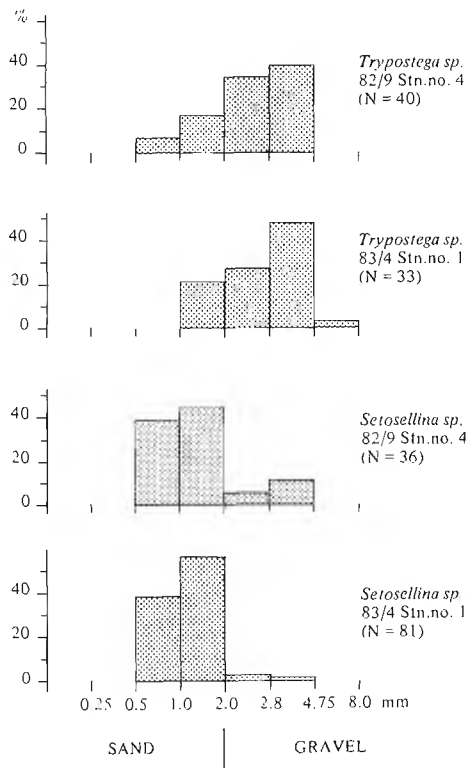 %
40
20
0
Trypostega sp.
82/9 Stn.no. 4
(N = 40)
40
20
0
Trypostega sp.
83/4 Stn.no. 1
(N = 33)
40
20
0
Setosellina sp.
82/9 Stn.no. 4
(N = 36)
40
20
0
Setosellina sp
83/4 Stn.no. 1
(N = 81)
0.25 0.5 1.0 2.0 2.8 4.75 8.0 mm
SAND GRAVEL